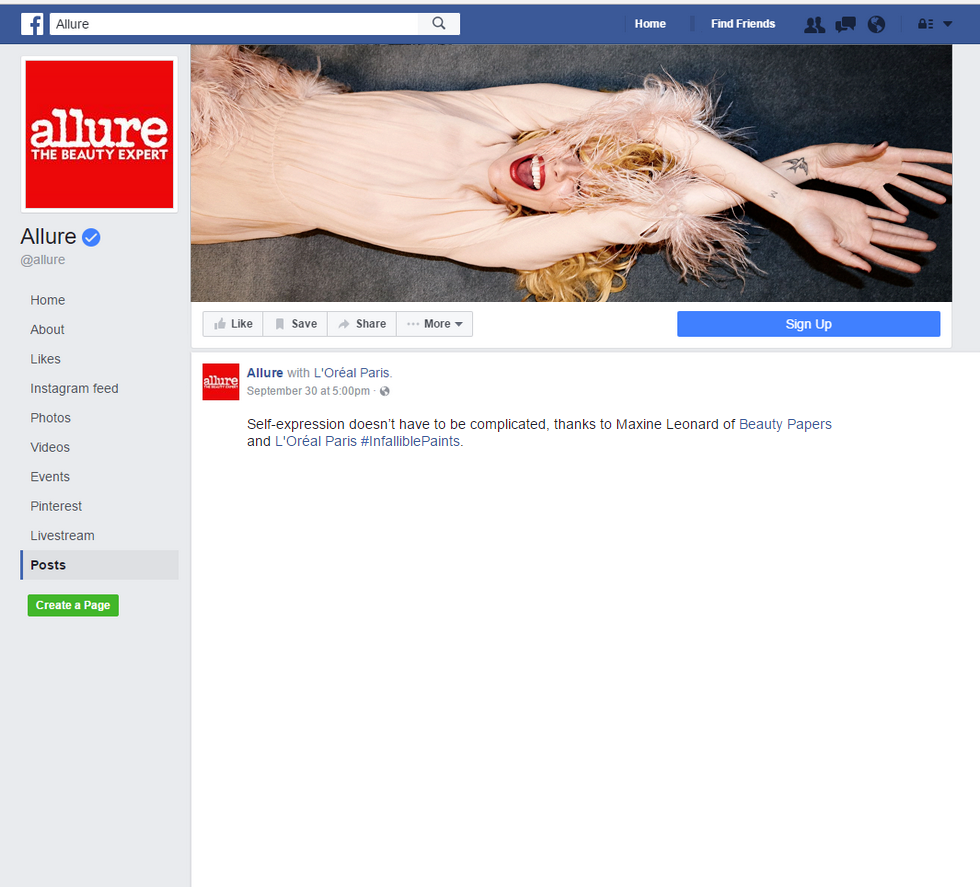 Allure
Home
Find Friends
allure
THE BEAUTY EXPERT
Allure
@allure
Home
About
Likes
Instagram feed
Photos
Videos
Events
Pinterest
Livestream
Posts
Create a Page
Like
Save
Share
More
Sign Up
allure
THE BEAUTY EXPERT
Allure with L'Oréal Paris.
September 30 at 5:00pm ·
Self-expression doesn’t have to be complicated, thanks to Maxine Leonard of Beauty Papers
and L'Oréal Paris #InfalliblePaints.